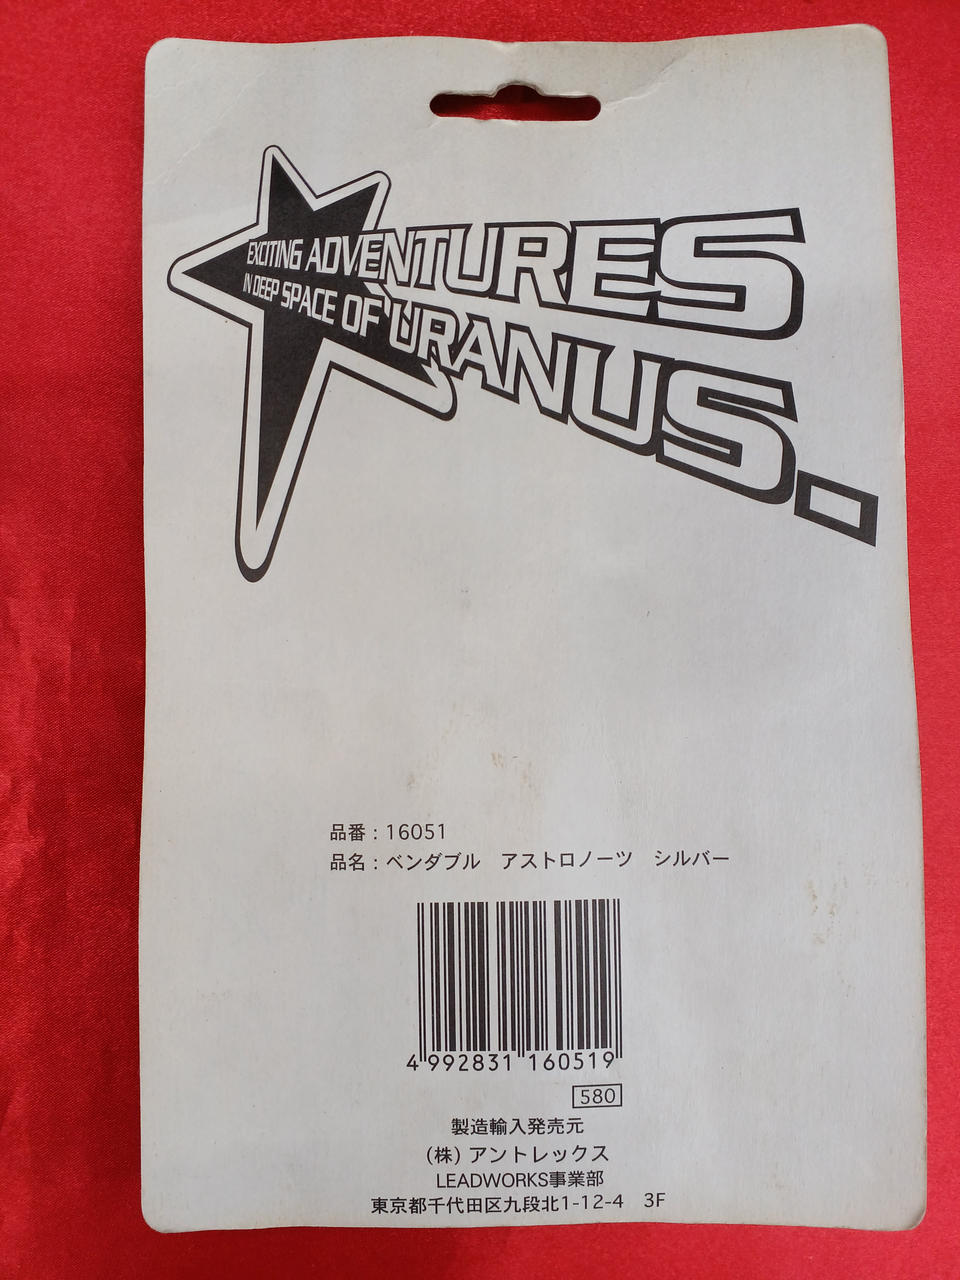 EXCITING ADVENTURES
IN DEEP SPACE OF URANUS.
品番：16051
品名：ベンダブル　アストロノーツ　シルバー
4 992831 160519
580
製造輸入発売元
(株) アントレックス
LEADWORKS事業部
東京都千代田区九段北1-12-4　3F